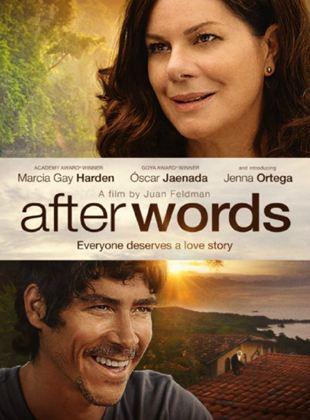 ACADEMY AWARD® WINNER
Marcia Gay Harden
GOYA AWARD® WINNER
Óscar Jaenada
and introducing
Jenna Ortega
A film by Juan Feldman
after words
Everyone deserves a love story